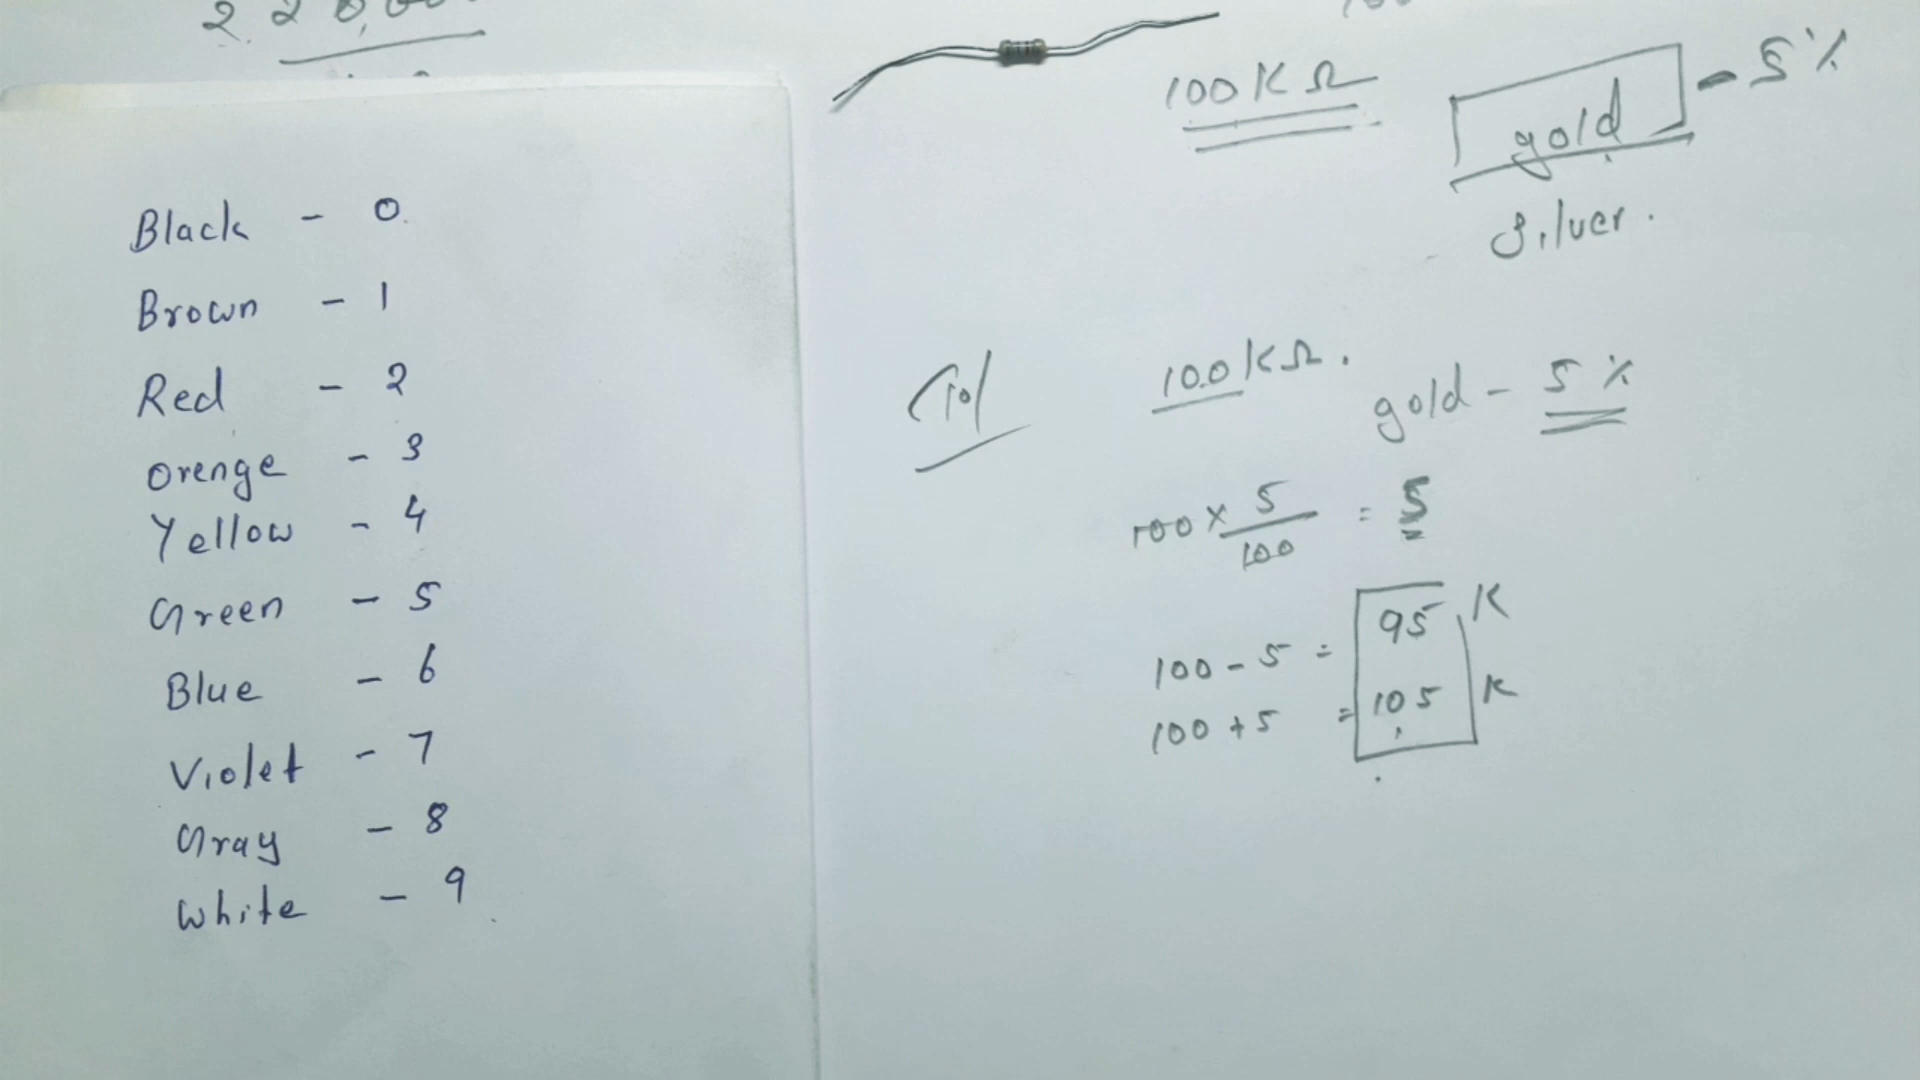 Black - 0
Brown - 1
Red - 2
Orenge - 3
Yellow - 4
Green - 5
Blue - 6
Violet - 7
Gray - 8
White - 9
100 K Ω
gold - 5 %
Silver.
Tol
100 KΩ.
gold - 5 %
100 x 5/100 = 5
100 - 5 = 95 K
100 + 5 = 105 K